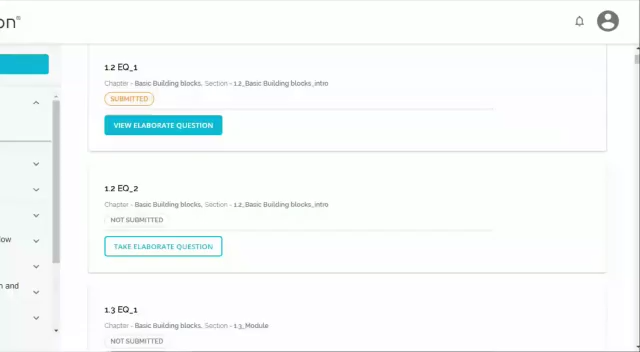 on®
1.2 EQ_1
Chapter - Basic Building blocks, Section - 1.2_Basic Building blocks_intro
SUBMITTED
VIEW ELABORATE QUESTION
1.2 EQ_2
Chapter - Basic Building blocks, Section - 1.2_Basic Building blocks_intro
NOT SUBMITTED
low
TAKE ELABORATE QUESTION
n and
1.3 EQ_1
Chapter - Basic Building blocks, Section - 1.3_Module
NOT SUBMITTED